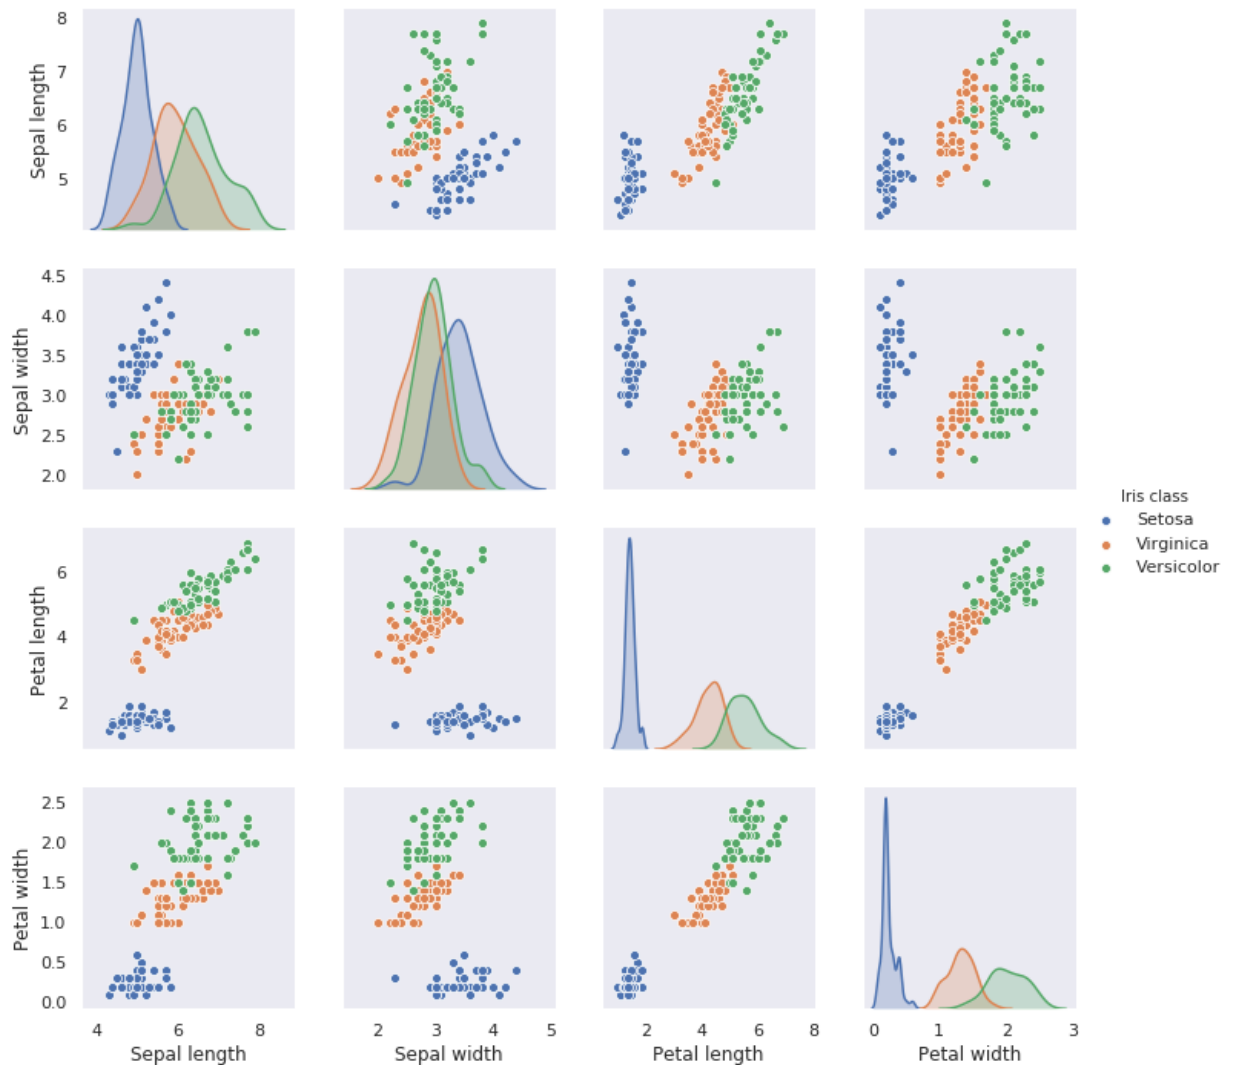 8
7
6
5
Sepal length
4.5
4.0
3.5
3.0
2.5
2.0
Sepal width
Iris class
Setosa
Virginica
Versicolor
6
4
2
Petal length
2.5
2.0
1.5
1.0
0.5
0.0
Petal width
4 6 8
Sepal length
2 3 4 5
Sepal width
2 4 6 8
Petal length
0 1 2 3
Petal width